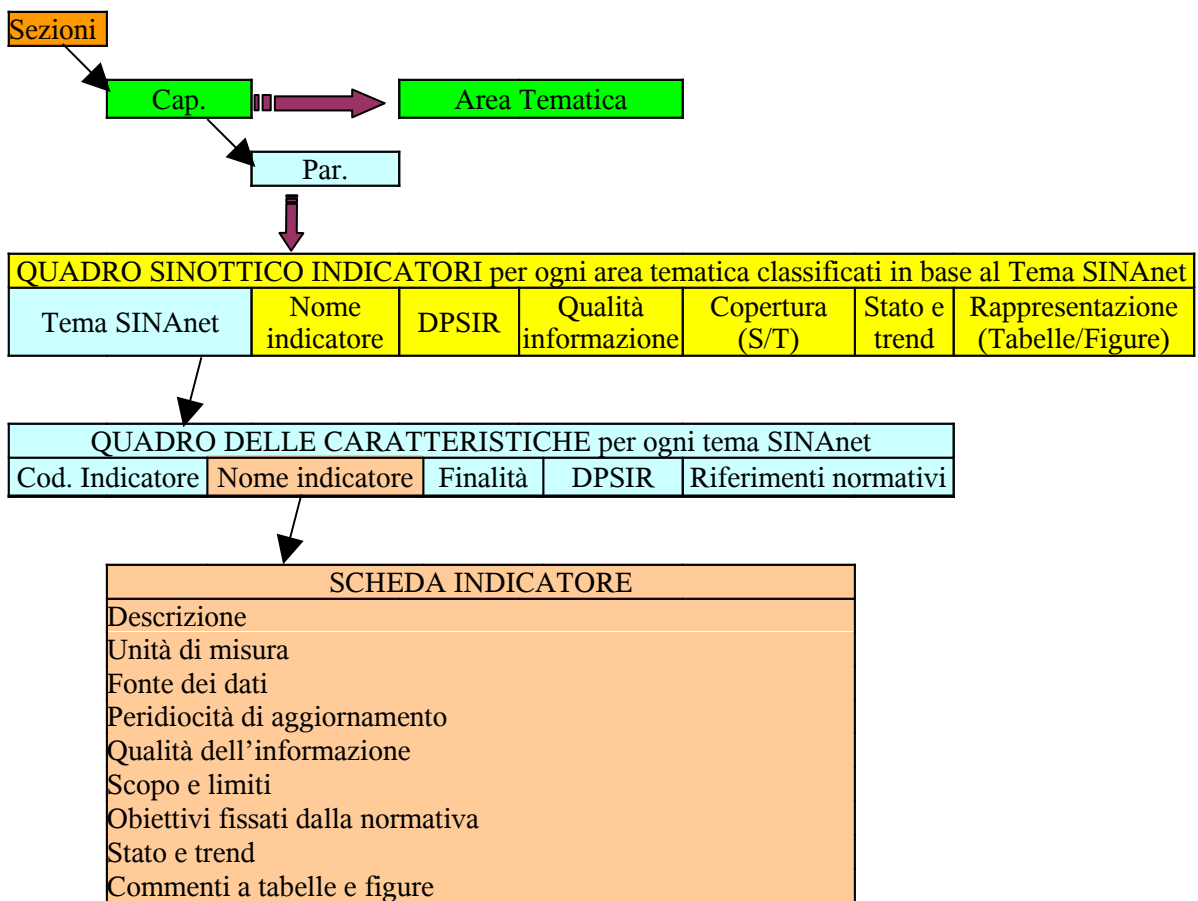 Sezioni
Cap.
Area Tematica
Par.
QUADRO SINOTTICO INDICATORI per ogni area tematica classificati in base al Tema SINAnet
Tema SINAnet
Nome
indicatore
DPSIR
Qualità
informazione
Copertura
(S/T)
Stato e
trend
Rappresentazione
(Tabelle/Figure)
QUADRO DELLE CARATTERISTICHE per ogni tema SINAnet
Cod. Indicatore
Nome indicatore
Finalità
DPSIR
Riferimenti normativi
SCHEDA INDICATORE
Descrizione
Unità di misura
Fonte dei dati
Peridiocità di aggiornamento
Qualità dell’informazione
Scopo e limiti
Obiettivi fissati dalla normativa
Stato e trend
Commenti a tabelle e figure